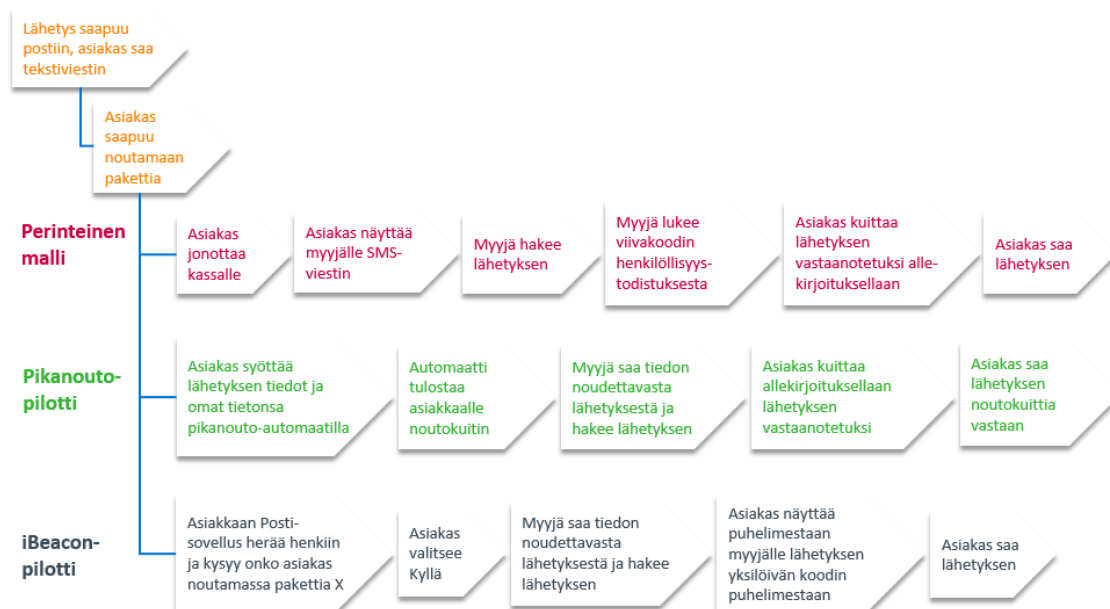 Lähetys saapuu
postiin, asiakas saa
tekstiviestin
Asiakas
saapuu
noutamaan
pakettia
Perinteinen
malli
Asiakas
jonottaa
kassalle
Asiakas näyttää
myyjälle SMS-
viestin
Myyjä hakee
lähetyksen
Myyjä lukee
viivakoodin
henkilöllisyys-
todistuksesta
Asiakas kuittaa
lähetyksen
vastaanotetuksi alle-
kirjoituksellaan
Asiakas saa
lähetyksen
Pikanouto-
pilotti
Asiakas syöttää
lähetyksen tiedot ja
omat tietonsa
pikanouto-automaatilla
Automaatti
tulostaa
asiakkaalle
noutokuitin
Myyjä saa tiedon
noudettavasta
lähetyksestä ja
hakee lähetyksen
Asiakas kuittaa
allekirjoituksellaan
lähetyksen
vastaanotetuksi
Asiakas saa
lähetyksen
noutokuittia
vastaan
iBeacon-
pilotti
Asiakkaan Posti-
sovellus herää henkiin
ja kysyy onko asiakas
noutamassa pakettia X
Asiakas
valitsee
Kyllä
Myyjä saa tiedon
noudettavasta
lähetyksestä ja hakee
lähetyksen
Asiakas näyttää
puhelimestaan
myyjälle lähetyksen
yksilöivän koodin
puhelimestaan
Asiakas saa
lähetyksen